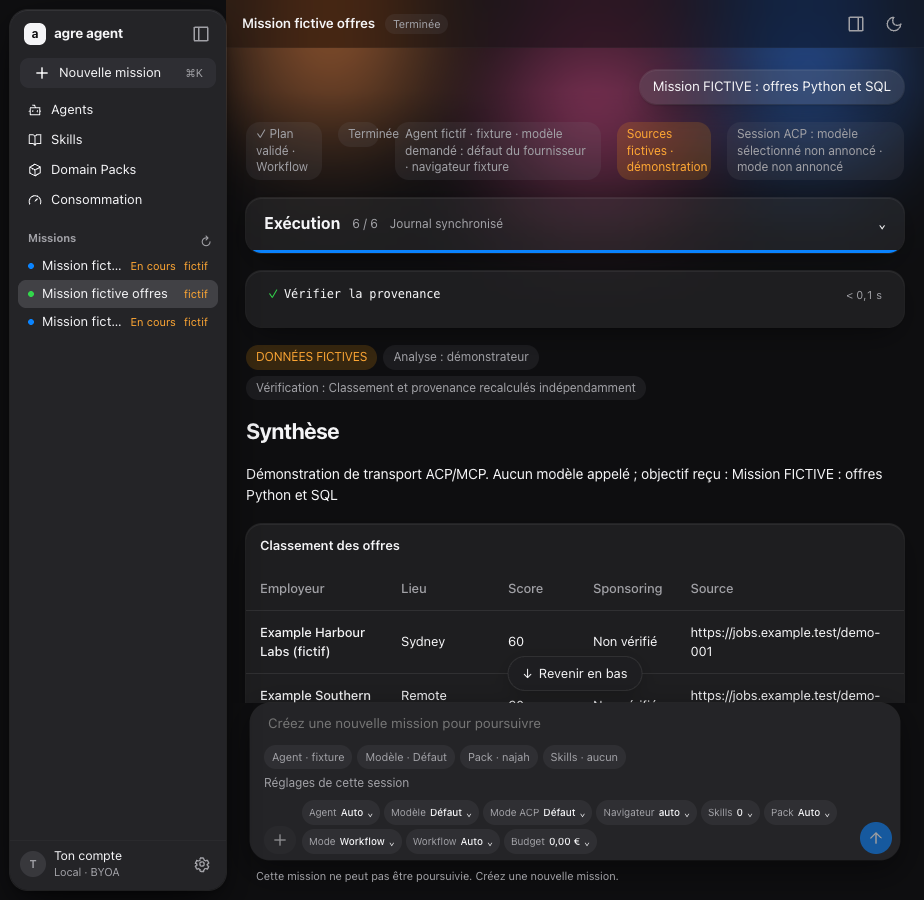 a agre agent
Nouvelle mission ⌘K
Agents
Skills
Domain Packs
Consommation
Missions
Mission fict... En cours fictif
Mission fictive offres fictif
Mission fict... En cours fictif
T
Ton compte
Local · BYOA
Mission fictive offres Terminée
Mission FICTIVE : offres Python et SQL
✓ Plan
validé ·
Workflow
Terminée
Agent fictif · fixture · modèle
demandé : défaut du fournisseur
· navigateur fixture
Sources
fictives ·
démonstration
Session ACP : modèle
sélectionné non annoncé ·
mode non annoncé
Exécution 6 / 6 Journal synchronisé
✓ Vérifier la provenance < 0,1 s
DONNÉES FICTIVES Analyse : démonstrateur
Vérification : Classement et provenance recalculés indépendamment
Synthèse
Démonstration de transport ACP/MCP. Aucun modèle appelé ; objectif reçu : Mission FICTIVE : offres
Python et SQL
Classement des offres
Employeur Lieu Score Sponsoring Source
Example Harbour
Labs (fictif)
Sydney 60 Non vérifié
https://jobs.example.test/demo-
001
↓ Revenir en bas
Example Southern Remote https://jobs.example.test/demo-
Créez une nouvelle mission pour poursuivre
Agent · fixture Modèle · Défaut Pack · najah Skills · aucun
Réglages de cette session
Agent Auto Modèle Défaut Mode ACP Défaut Navigateur auto Skills 0 Pack Auto
Mode Workflow Workflow Auto Budget 0,00 €
Cette mission ne peut pas être poursuivie. Créez une nouvelle mission.